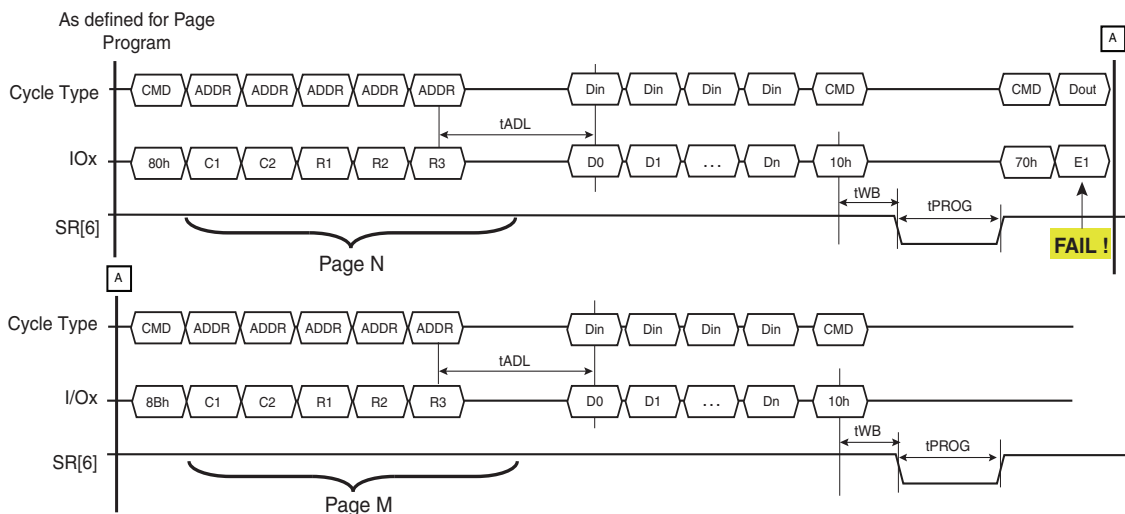 As defined for Page
Program
A
Cycle Type CMD ADDR ADDR ADDR ADDR ADDR Din Din Din Din CMD CMD Dout
tADL
IOx 80h C1 C2 R1 R2 R3 D0 D1 ... Dn 10h 70h E1
tWB tPROG
SR[6]
FAIL !
Page N
A
Cycle Type CMD ADDR ADDR ADDR ADDR ADDR Din Din Din Din CMD
tADL
I/Ox 8Bh C1 C2 R1 R2 R3 D0 D1 ... Dn 10h
tWB tPROG
SR[6]
Page M